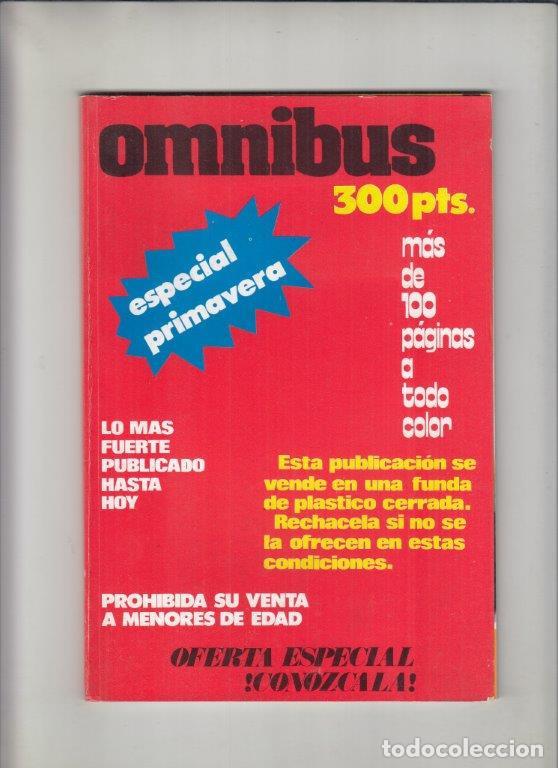 omnibus
300 pts.
especial
primavera
más
de
100
páginas
a
todo
color
LO MAS
FUERTE
PUBLICADO
HASTA
HOY
Esta publicación se
vende en una funda
de plastico cerrada.
Rechacela si no se
la ofrecen en estas
condiciones.
PROHIBIDA SU VENTA
A MENORES DE EDAD
OFERTA ESPECIAL
!CONOZCALA!
todocoleccion